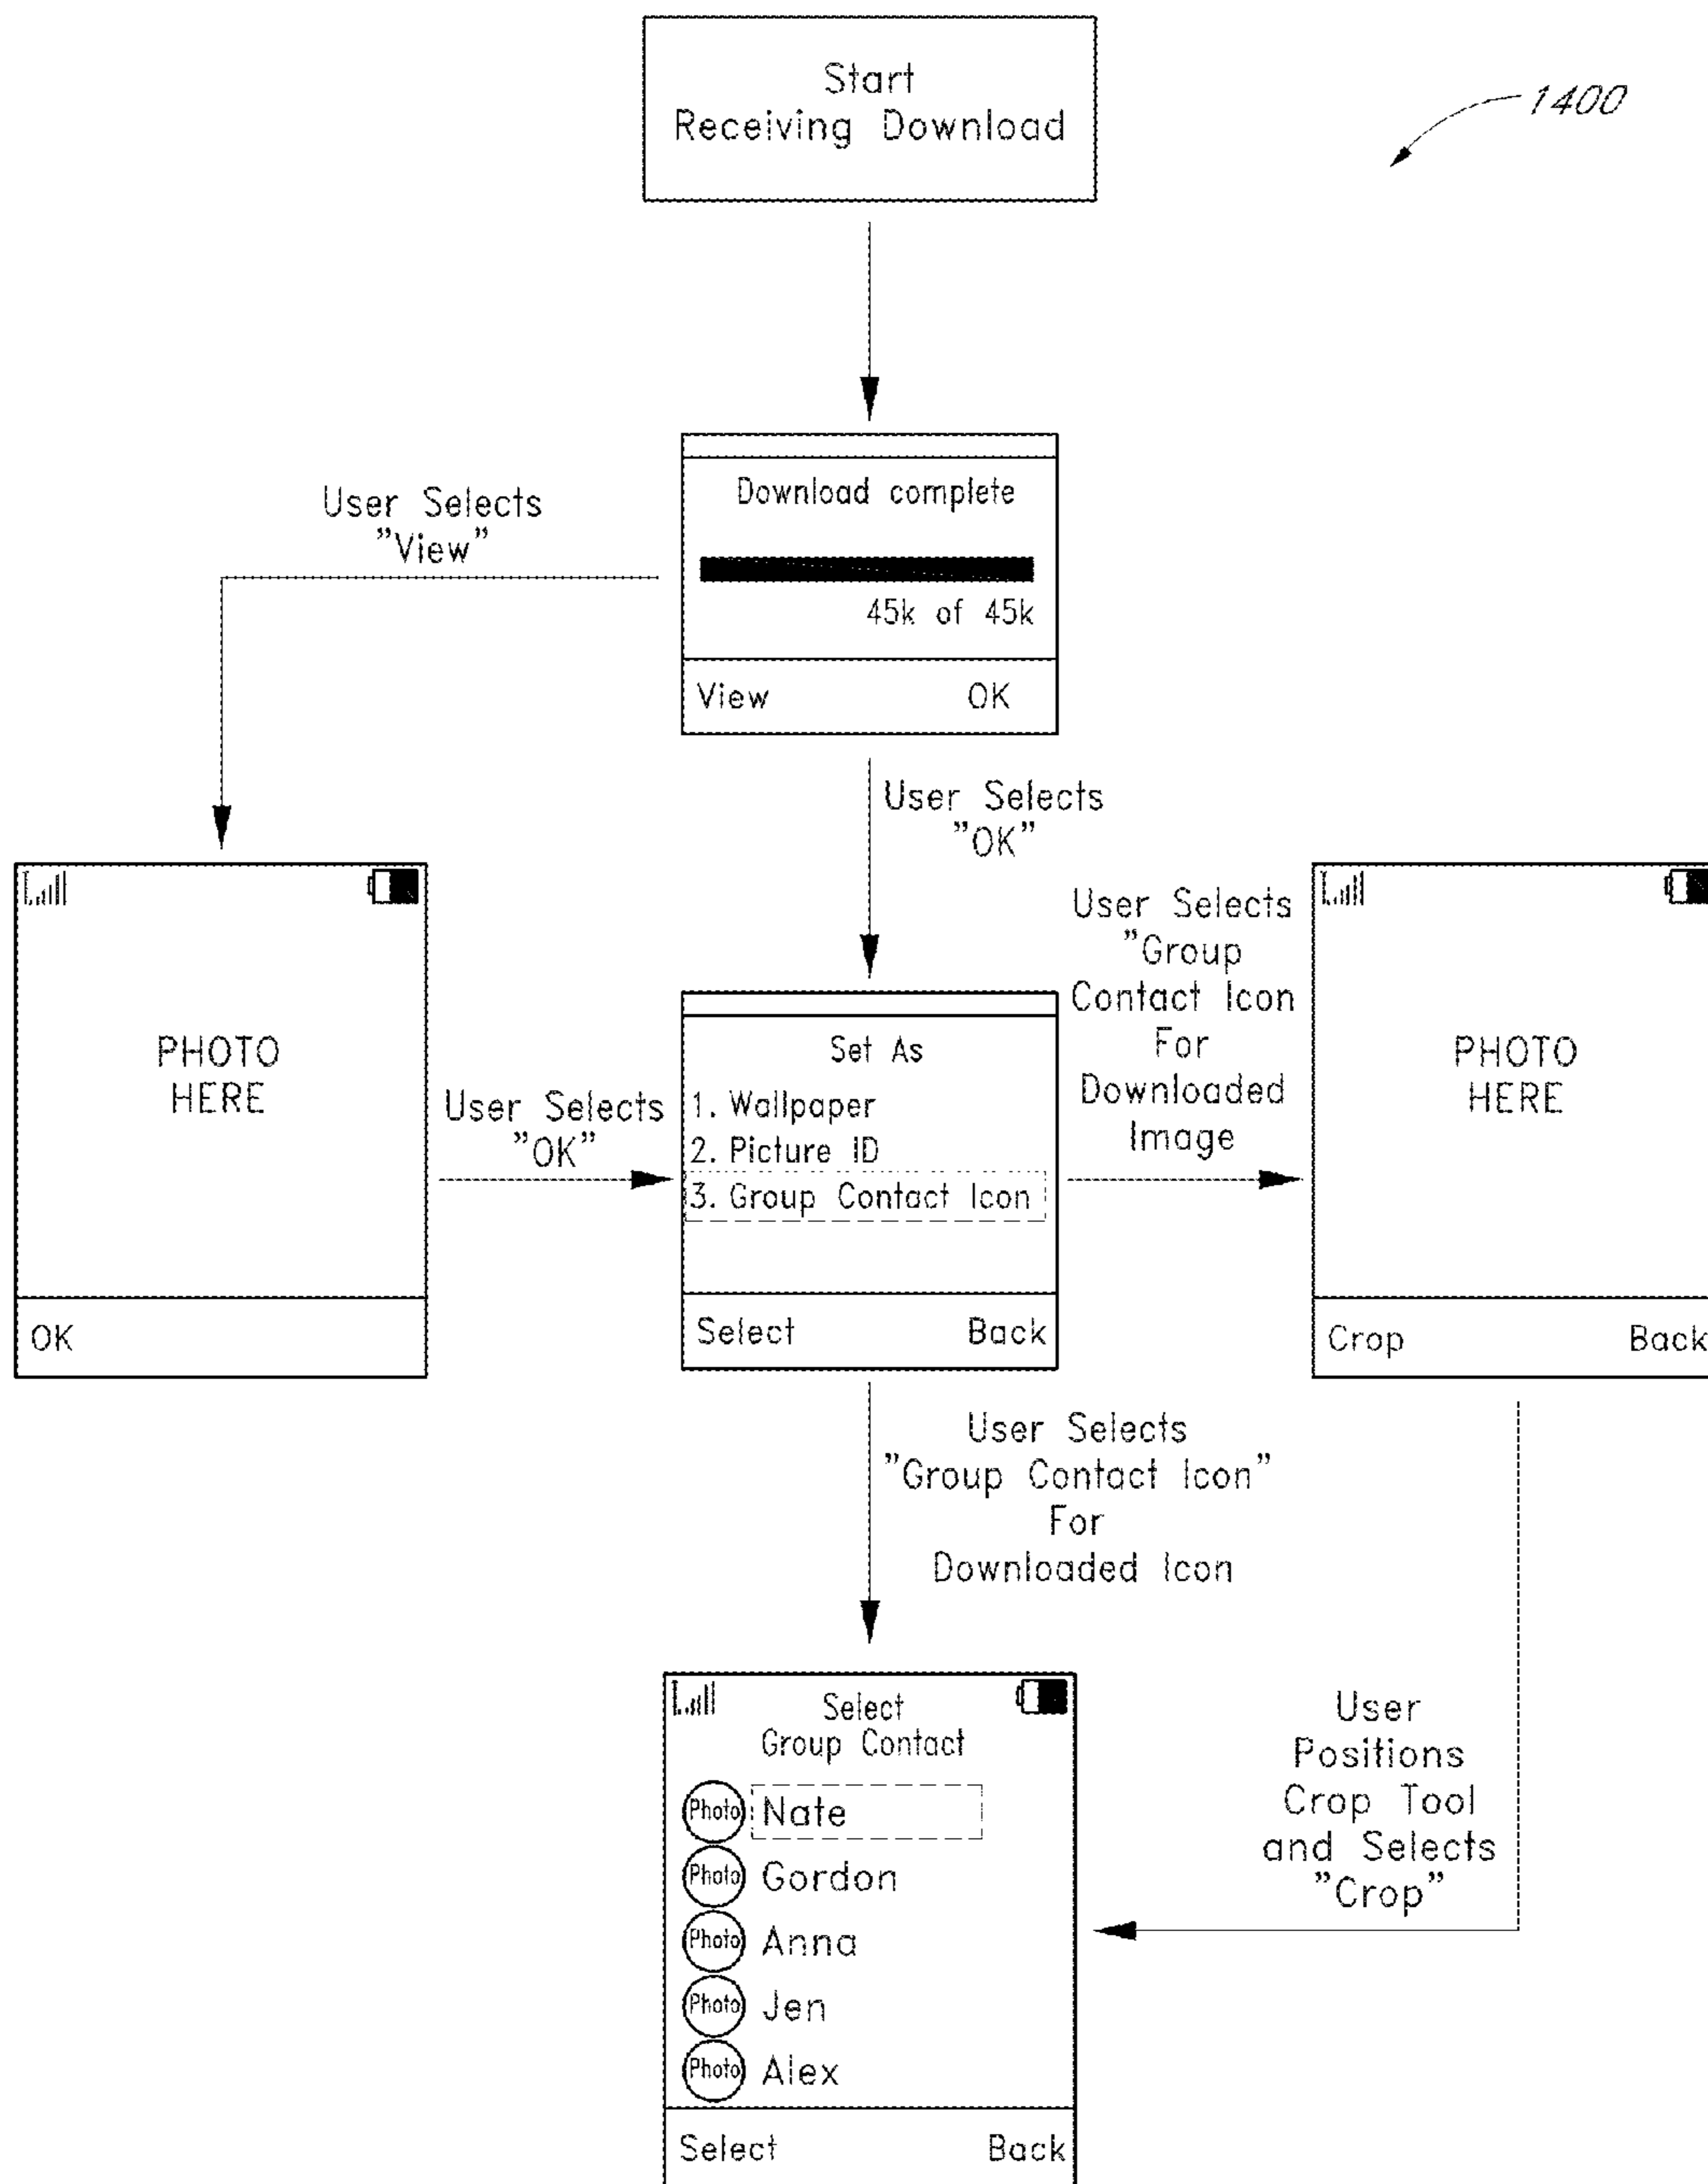 Start
Receiving Download
1400
Download complete
45k of 45k
View OK
User Selects
"View"
User Selects
"OK"
PHOTO
HERE
OK
User Selects
"OK"
Set As
1. Wallpaper
2. Picture ID
3. Group Contact Icon
Select Back
User Selects
"Group
Contact Icon
For
Downloaded
Image
PHOTO
HERE
Crop Back
User Selects
"Group Contact Icon"
For
Downloaded Icon
User
Positions
Crop Tool
and Selects
"Crop"
Select
Group Contact
Photo Nate
Photo Gordon
Photo Anna
Photo Jen
Photo Alex
Select Back